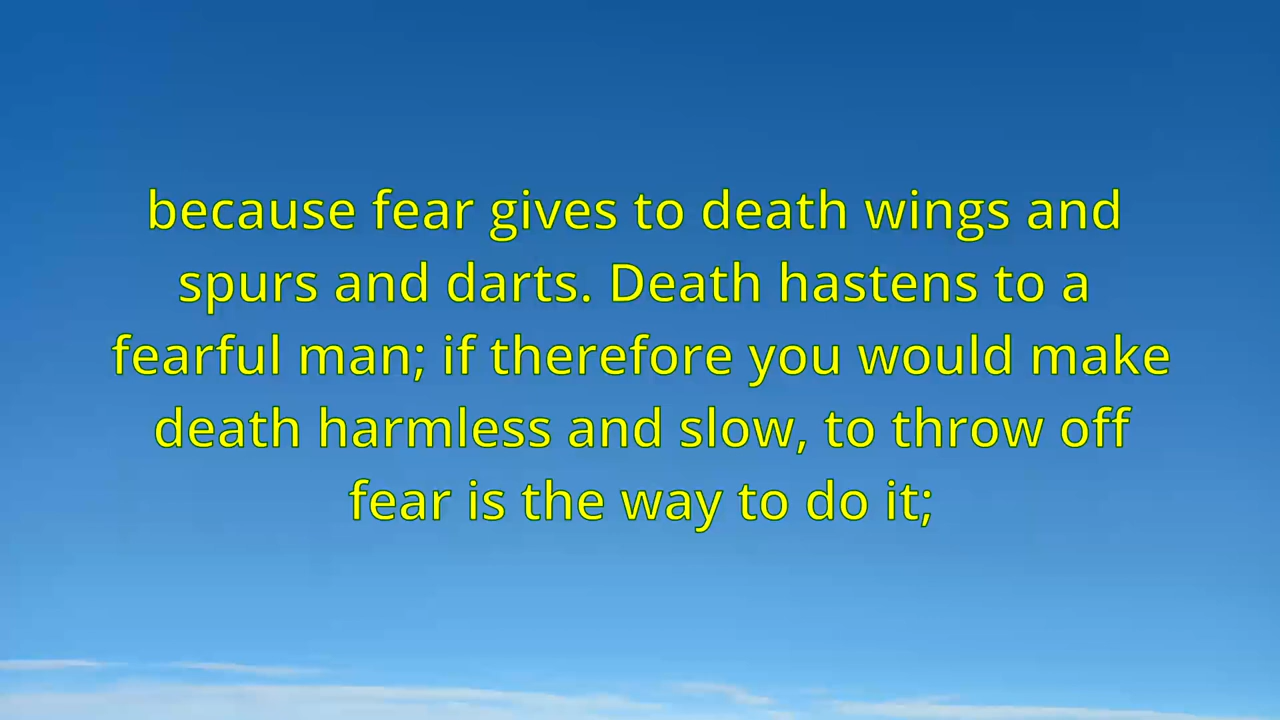 because fear gives to death wings and
spurs and darts. Death hastens to a
fearful man; if therefore you would make
death harmless and slow, to throw off
fear is the way to do it;